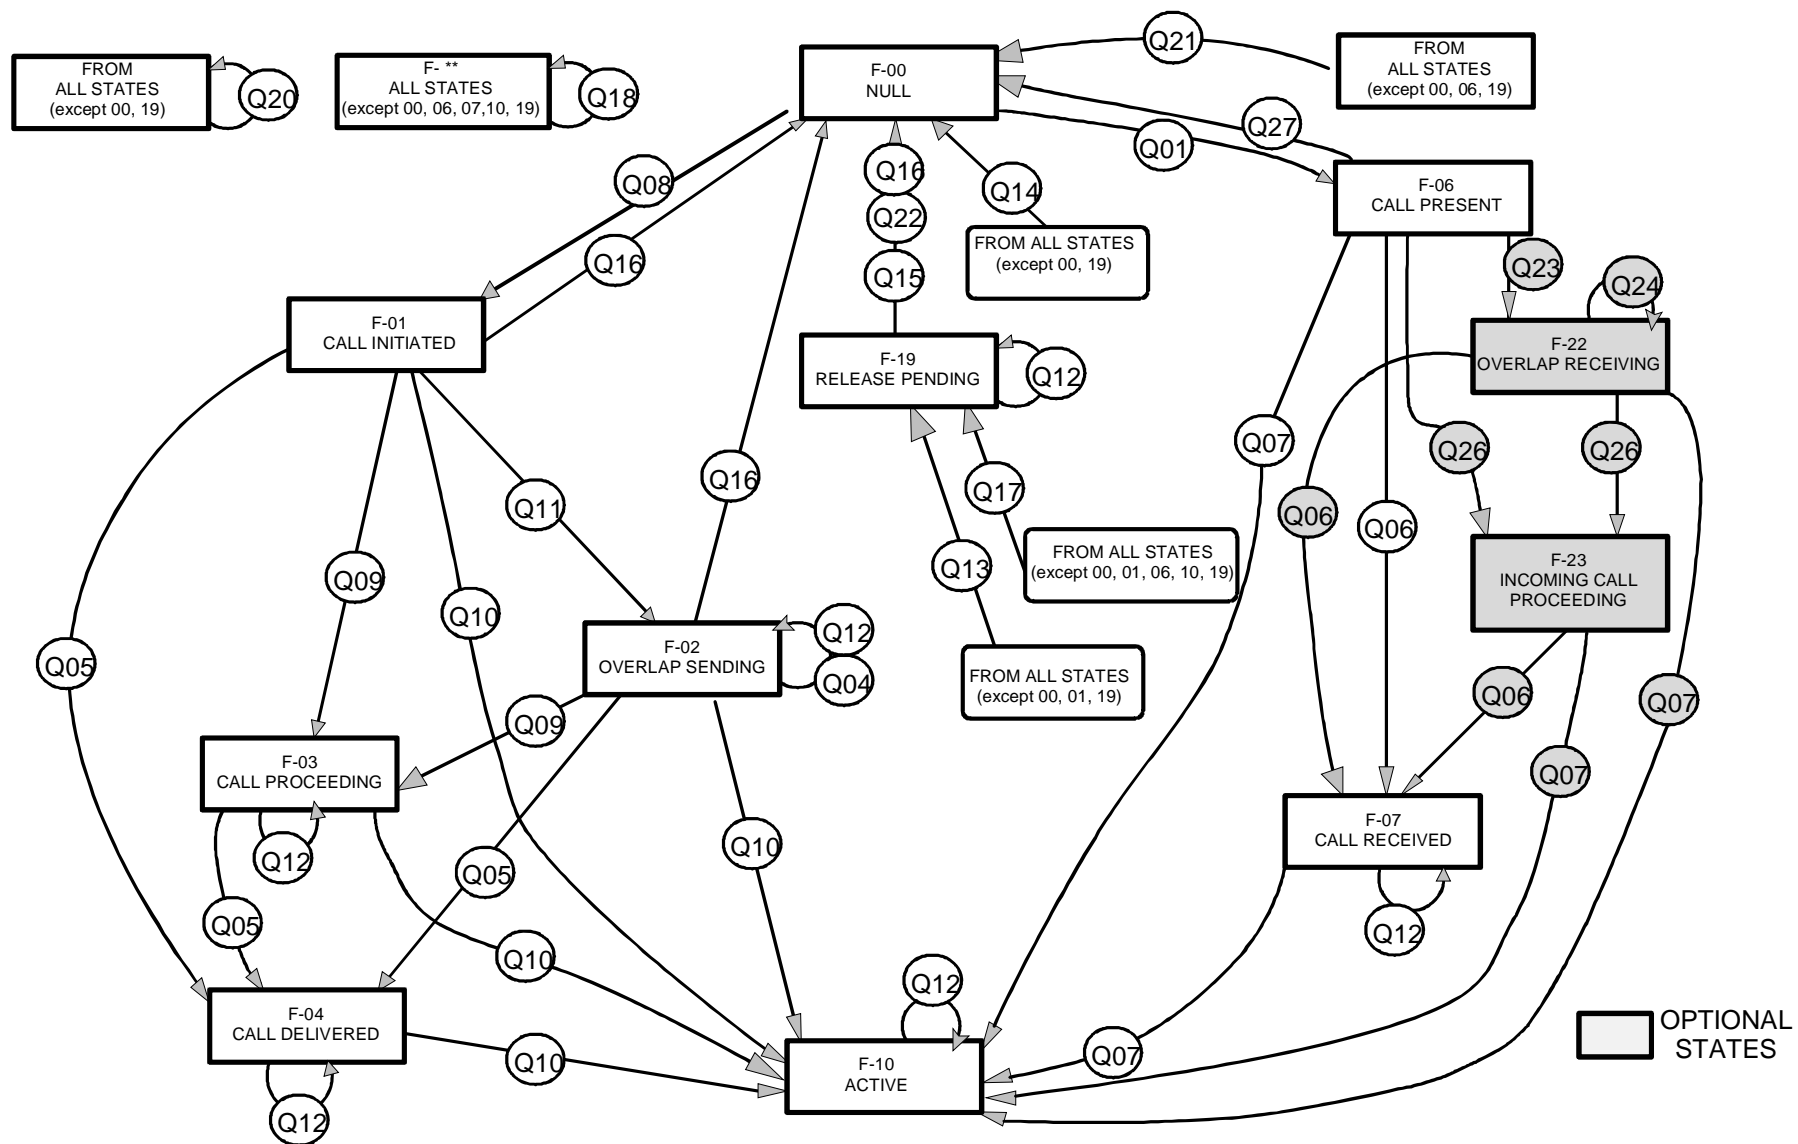 FROM
ALL STATES
(except 00, 19)
Q20
F- **
ALL STATES
(except 00, 06, 07,10, 19)
Q18
F-00
NULL
Q21
FROM
ALL STATES
(except 00, 06, 19)
Q27
Q01
F-06
CALL PRESENT
Q08
Q16
Q16
Q22
Q15
Q14
FROM ALL STATES
(except 00, 19)
Q23
Q24
F-01
CALL INITIATED
F-19
RELEASE PENDING
Q12
F-22
OVERLAP RECEIVING
Q07
Q26
Q26
Q16
Q11
Q17
Q06
Q06
Q13
FROM ALL STATES
(except 00, 01, 06, 10, 19)
F-23
INCOMING CALL
PROCEEDING
Q09
Q10
Q05
F-02
OVERLAP SENDING
Q12
Q04
FROM ALL STATES
(except 00, 01, 19)
Q06
Q07
Q09
Q07
F-03
CALL PROCEEDING
Q12
Q05
Q10
F-07
CALL RECEIVED
Q12
Q05
Q10
Q12
F-04
CALL DELIVERED
Q12
Q10
F-10
ACTIVE
Q07
OPTIONAL
STATES